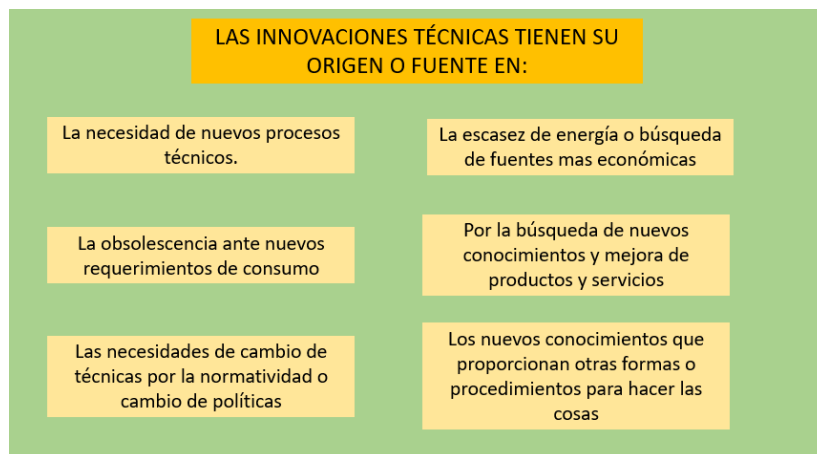 LAS INNOVACIONES TÉCNICAS TIENEN SU
ORIGEN O FUENTE EN:
La necesidad de nuevos procesos
técnicos.
La escasez de energía o búsqueda
de fuentes mas económicas
La obsolescencia ante nuevos
requerimientos de consumo
Por la búsqueda de nuevos
conocimientos y mejora de
productos y servicios
Las necesidades de cambio de
técnicas por la normatividad o
cambio de políticas
Los nuevos conocimientos que
proporcionan otras formas o
procedimientos para hacer las
cosas